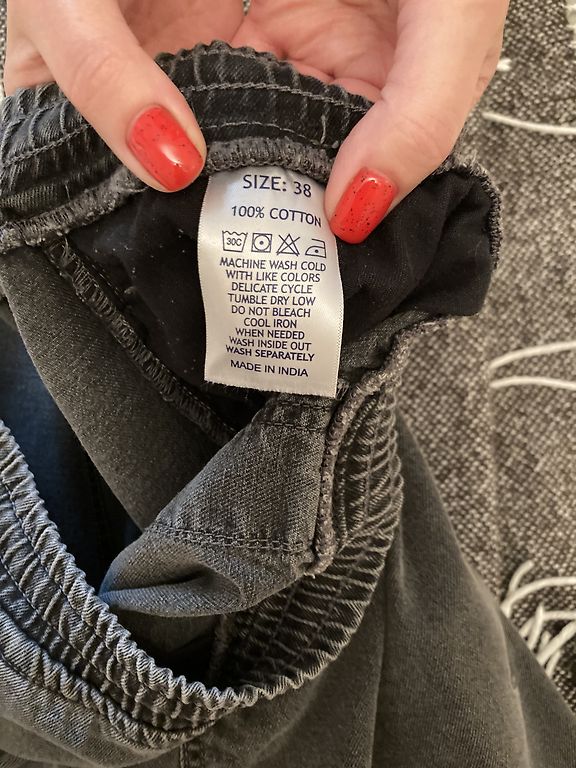 SIZE: 38
100% COTTON
30C
MACHINE WASH COLD
WITH LIKE COLORS
DELICATE CYCLE
TUMBLE DRY LOW
DO NOT BLEACH
COOL IRON
WHEN NEEDED
WASH INSIDE OUT
WASH SEPARATELY
MADE IN INDIA